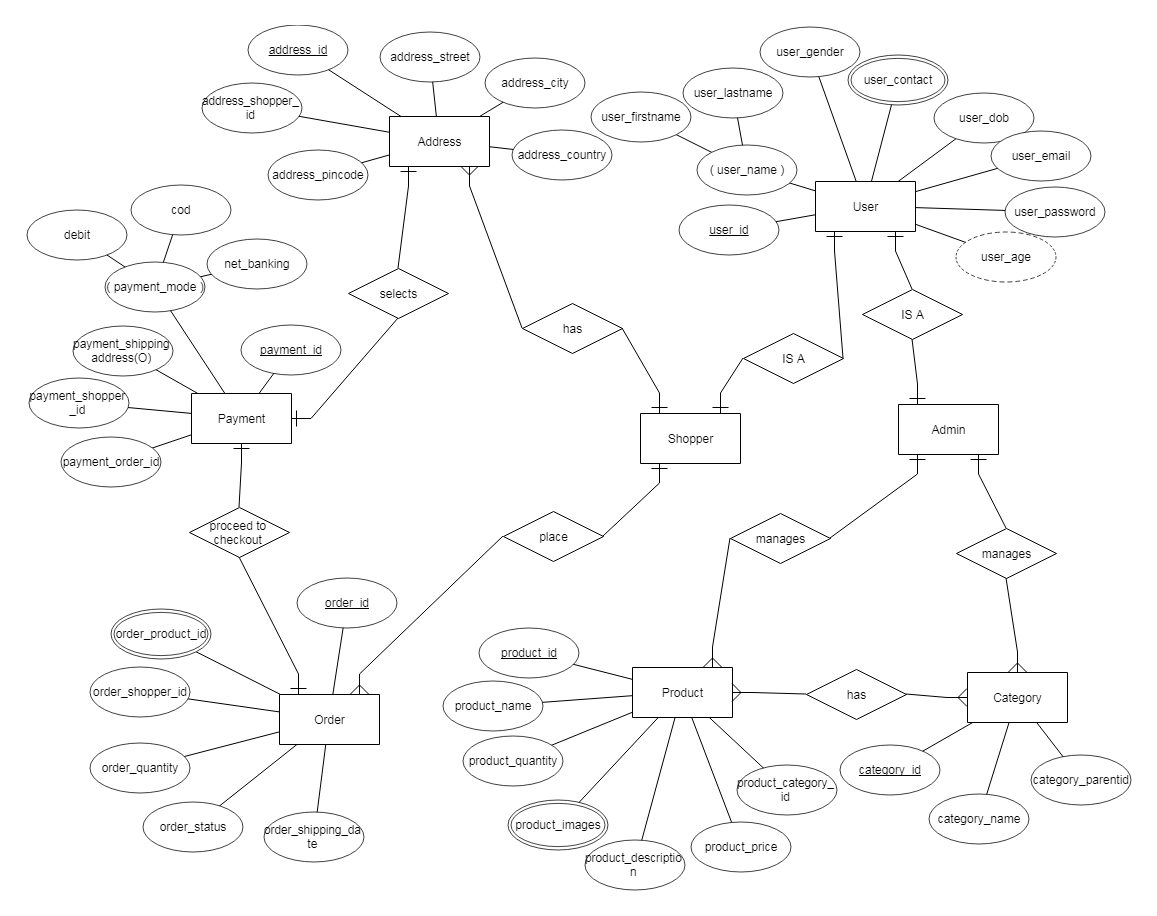 address_id
address_street
address_city
address_shopper_
id
Address
address_country
address_pincode
user_gender
user_contact
user_lastname
user_firstname
user_dob
user_email
( user_name )
User
user_password
user_id
user_age
cod
debit
net_banking
( payment_mode )
selects
has
IS A
IS A
payment_shipping
address(O)
payment_id
payment_shopper
_id
Payment
payment_order_id
Shopper
Admin
proceed to
checkout
place
manages
manages
order_id
order_product_id
order_shopper_id
Order
order_quantity
order_status
order_shipping_da
te
product_id
product_name
Product
has
Category
product_quantity
product_images
product_descriptio
n
product_price
product_category_
id
category_id
category_name
category_parentid